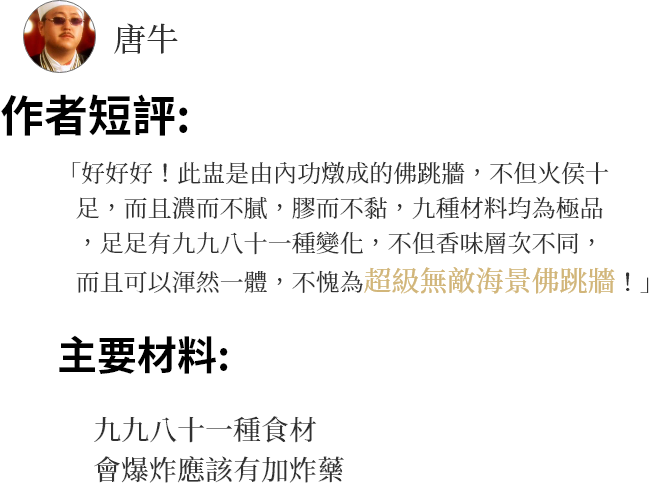 唐牛
作者短評:
「好好好！此盅是由內功燉成的佛跳牆，不但火侯十
足，而且濃而不膩，膠而不黏，九種材料均為極品
，足足有九九八十一種變化，不但香味層次不同，
而且可以渾然一體，不愧為超級無敵海景佛跳牆！」
主要材料:
九九八十一種食材
會爆炸應該有加炸藥